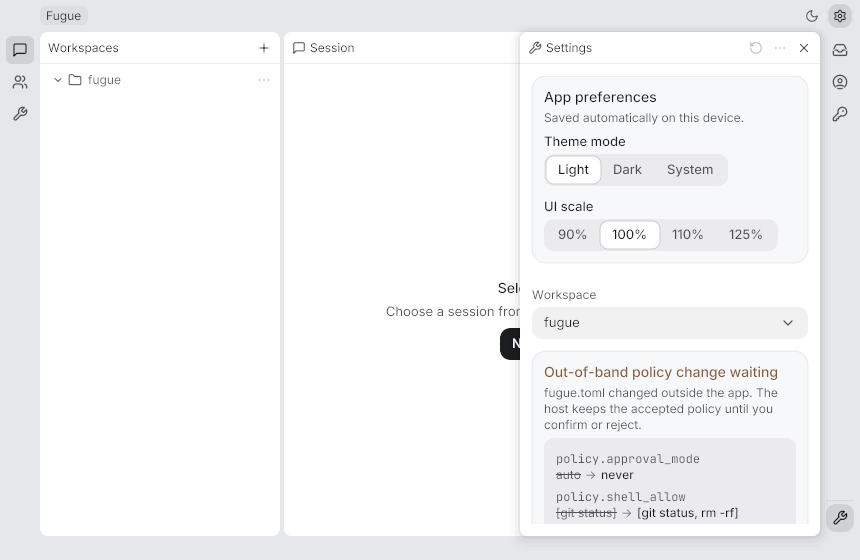 Fugue
Workspaces
fugue
Session
Choose a session
Settings
App preferences
Saved automatically on this device.
Theme mode
Light Dark System
UI scale
90% 100% 110% 125%
Workspace
fugue
Out-of-band policy change waiting
fugue.toml changed outside the app. The
host keeps the accepted policy until you
confirm or reject.
policy.approval_mode
auto → never
policy.shell_allow
[git status] → [git status, rm -rf]